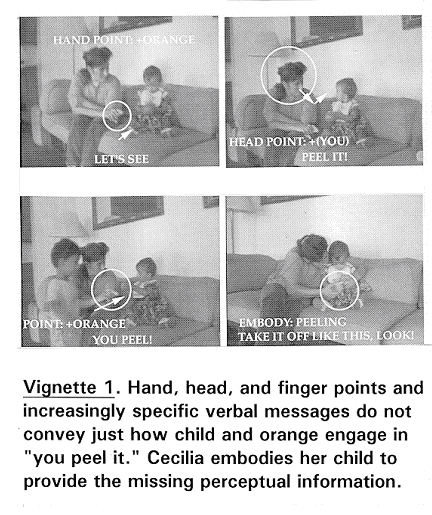 HAND POINT: +ORANGE
LET'S SEE
HEAD POINT: +(YOU)
PEEL IT!
POINT: +ORANGE
YOU PEEL!
EMBODY: PEELING
TAKE IT OFF LIKE THIS, LOOK!
Vignette 1. Hand, head, and finger points and
increasingly specific verbal messages do not
convey just how child and orange engage in
"you peel it." Cecilia embodies her child to
provide the missing perceptual information.